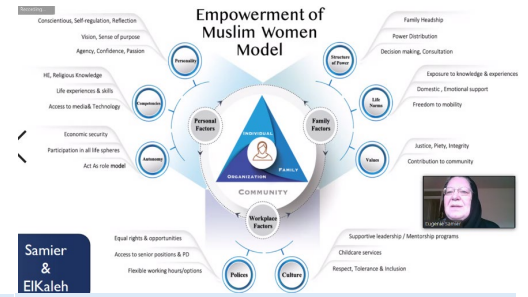 Empowerment of
Muslim Women
Model
Conscientious, Self-regulation, Reflection
Vision, Sense of purpose
Agency, Confidence, Passion
Personality
HE, Religious Knowledge
Life experiences & skills
Access to media& Technology
Competencies
Economic security
Participation in all life spheres
Act As role model
Autonomy
Personal
Factors
Family Headship
Power Distribution
Decision making, Consultation
Structure
of Power
Exposure to knowledge & experiences
Domestic , Emotional support
Freedom to mobility
Life
Norms
Justice, Piety, Integrity
Contribution to community
Values
Family
Factors
INDIVIDUAL
ORGANIZATION
FAMILY
COMMUNITY
Workplace
Factors
Equal rights & opportunities
Access to senior positions & PD
Flexible working hours/options
Polices
Supportive leadership / Mentorship programs
Childcare services
Respect, Tolerance & Inclusion
Culture
Eugenie Samier
Samier
&
ElKaleh